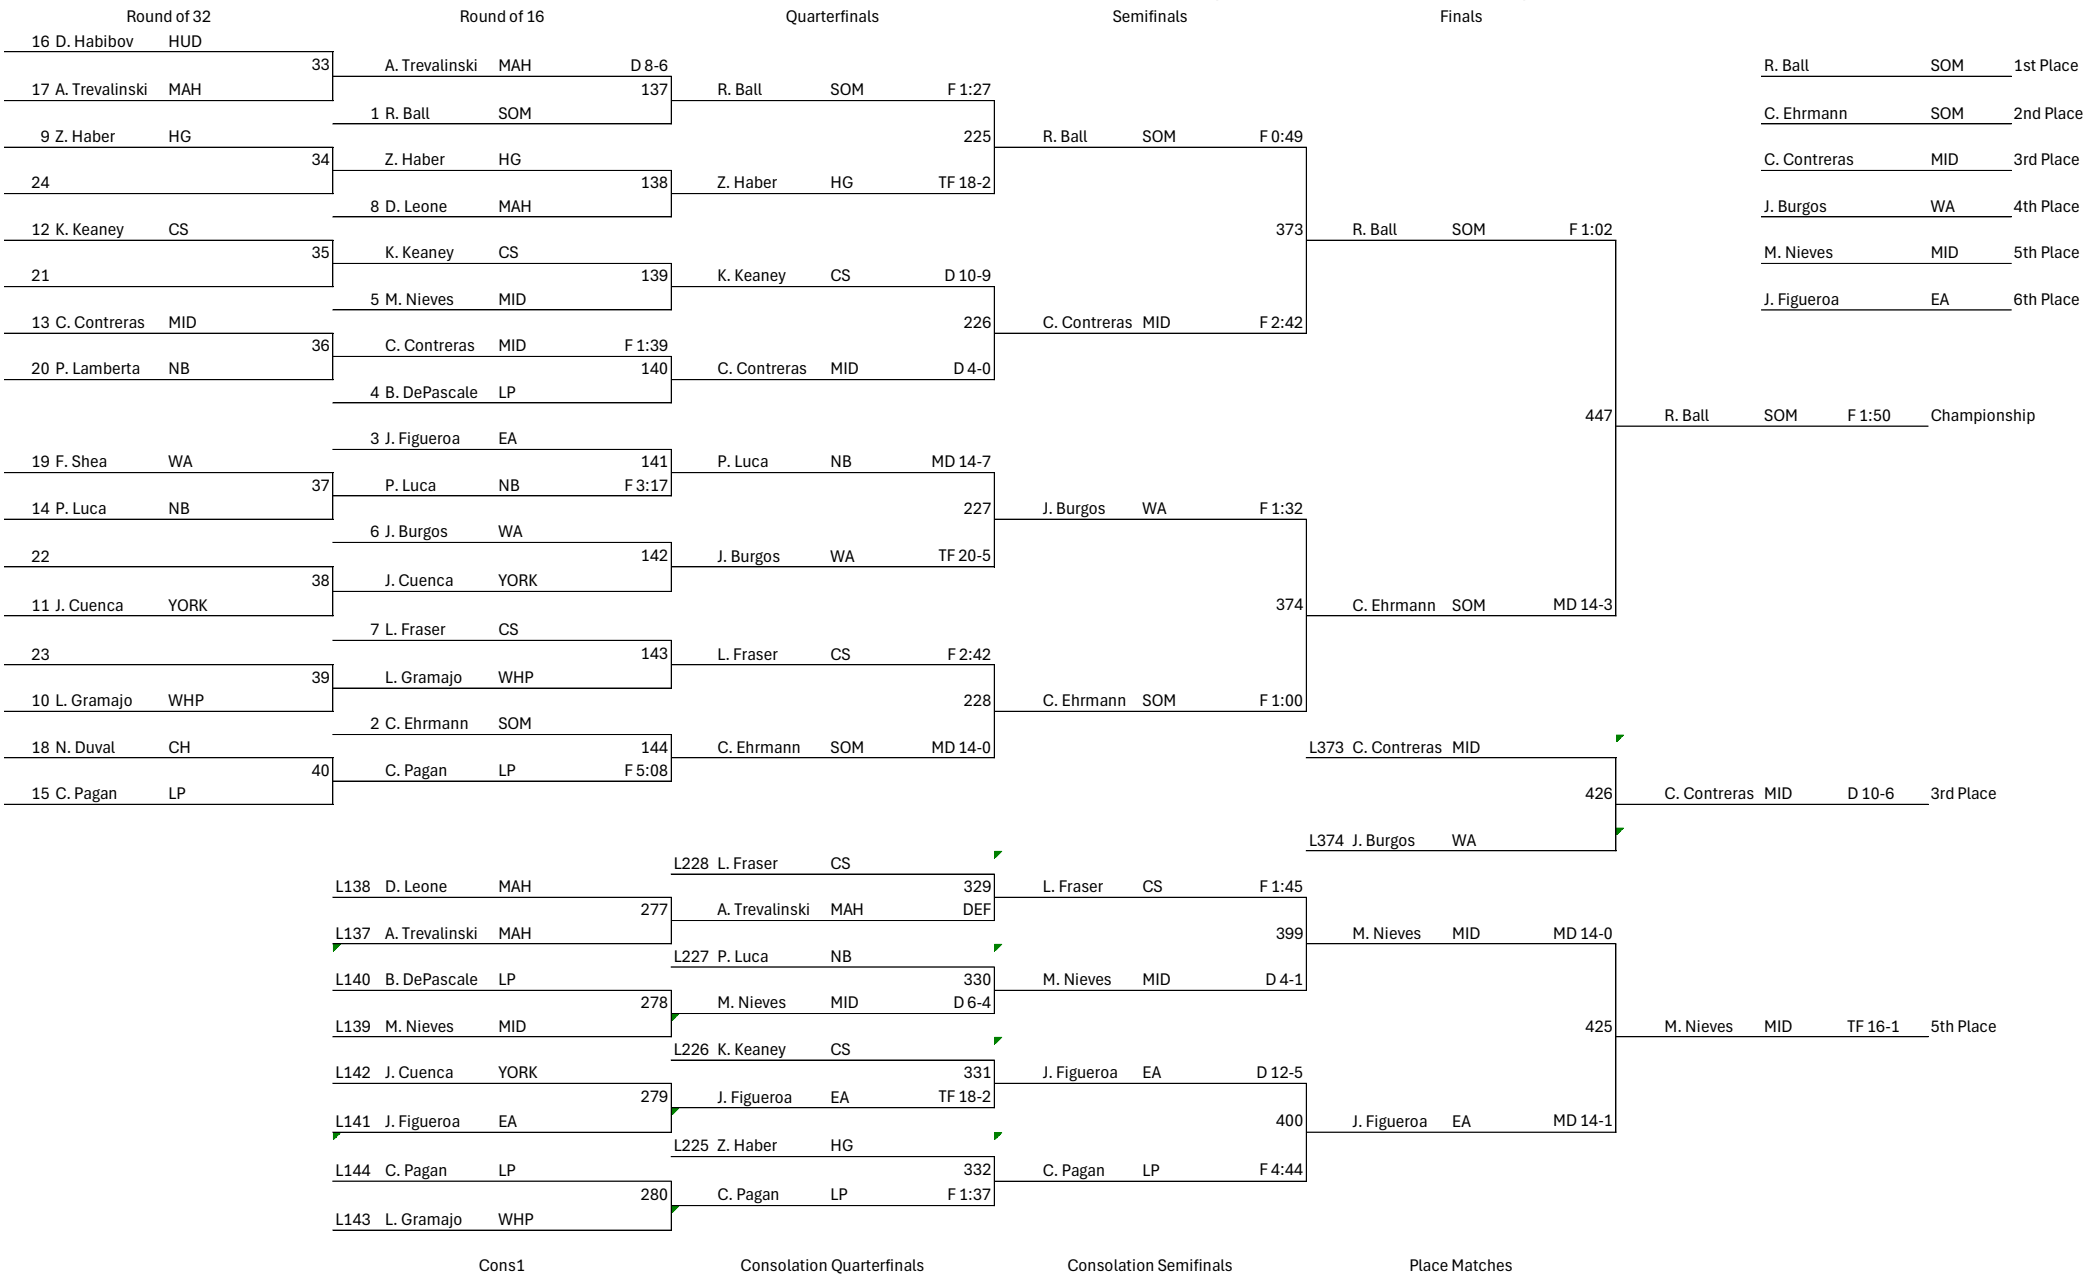 Round of 32 Round of 16 Quarterfinals Semifinals Finals
16 D. Habibov HUD
33 A. Trevalinski MAH D 8-6 R. Ball SOM 1st Place
17 A. Trevalinski MAH 137 R. Ball SOM F 1:27
1 R. Ball SOM C. Ehrmann SOM 2nd Place
9 Z. Haber HG 225 R. Ball SOM F 0:49
34 Z. Haber HG C. Contreras MID 3rd Place
24 138 Z. Haber HG TF 18-2
8 D. Leone MAH J. Burgos WA 4th Place
12 K. Keaney CS 373 R. Ball SOM F 1:02
35 K. Keaney CS M. Nieves MID 5th Place
21 139 K. Keaney CS D 10-9
5 M. Nieves MID J. Figueroa EA 6th Place
13 C. Contreras MID 226 C. Contreras MID F 2:42
36 C. Contreras MID F 1:39
20 P. Lamberta NB 140 C. Contreras MID D 4-0
4 B. DePascale LP
447 R. Ball SOM F 1:50 Championship
3 J. Figueroa EA
19 F. Shea WA 141 P. Luca NB MD 14-7
37 P. Luca NB F 3:17
14 P. Luca NB 227 J. Burgos WA F 1:32
6 J. Burgos WA
22 142 J. Burgos WA TF 20-5
38 J. Cuenca YORK
11 J. Cuenca YORK 374 C. Ehrmann SOM MD 14-3
7 L. Fraser CS
23 143 L. Fraser CS F 2:42
39 L. Gramajo WHP
10 L. Gramajo WHP 228 C. Ehrmann SOM F 1:00
2 C. Ehrmann SOM
18 N. Duval CH 144 C. Ehrmann SOM MD 14-0 L373 C. Contreras MID
40 C. Pagan LP F 5:08
15 C. Pagan LP 426 C. Contreras MID D 10-6 3rd Place
L374 J. Burgos WA
L228 L. Fraser CS
L138 D. Leone MAH 329 L. Fraser CS F 1:45
277 A. Trevalinski MAH DEF
L137 A. Trevalinski MAH 399 M. Nieves MID MD 14-0
L227 P. Luca NB
L140 B. DePascale LP 330 M. Nieves MID D 4-1
278 M. Nieves MID D 6-4
L139 M. Nieves MID 425 M. Nieves MID TF 16-1 5th Place
L226 K. Keaney CS
L142 J. Cuenca YORK 331 J. Figueroa EA D 12-5
279 J. Figueroa EA TF 18-2
L141 J. Figueroa EA 400 J. Figueroa EA MD 14-1
L225 Z. Haber HG
L144 C. Pagan LP 332 C. Pagan LP F 4:44
280 C. Pagan LP F 1:37
L143 L. Gramajo WHP
Cons1 Consolation Quarterfinals Consolation Semifinals Place Matches